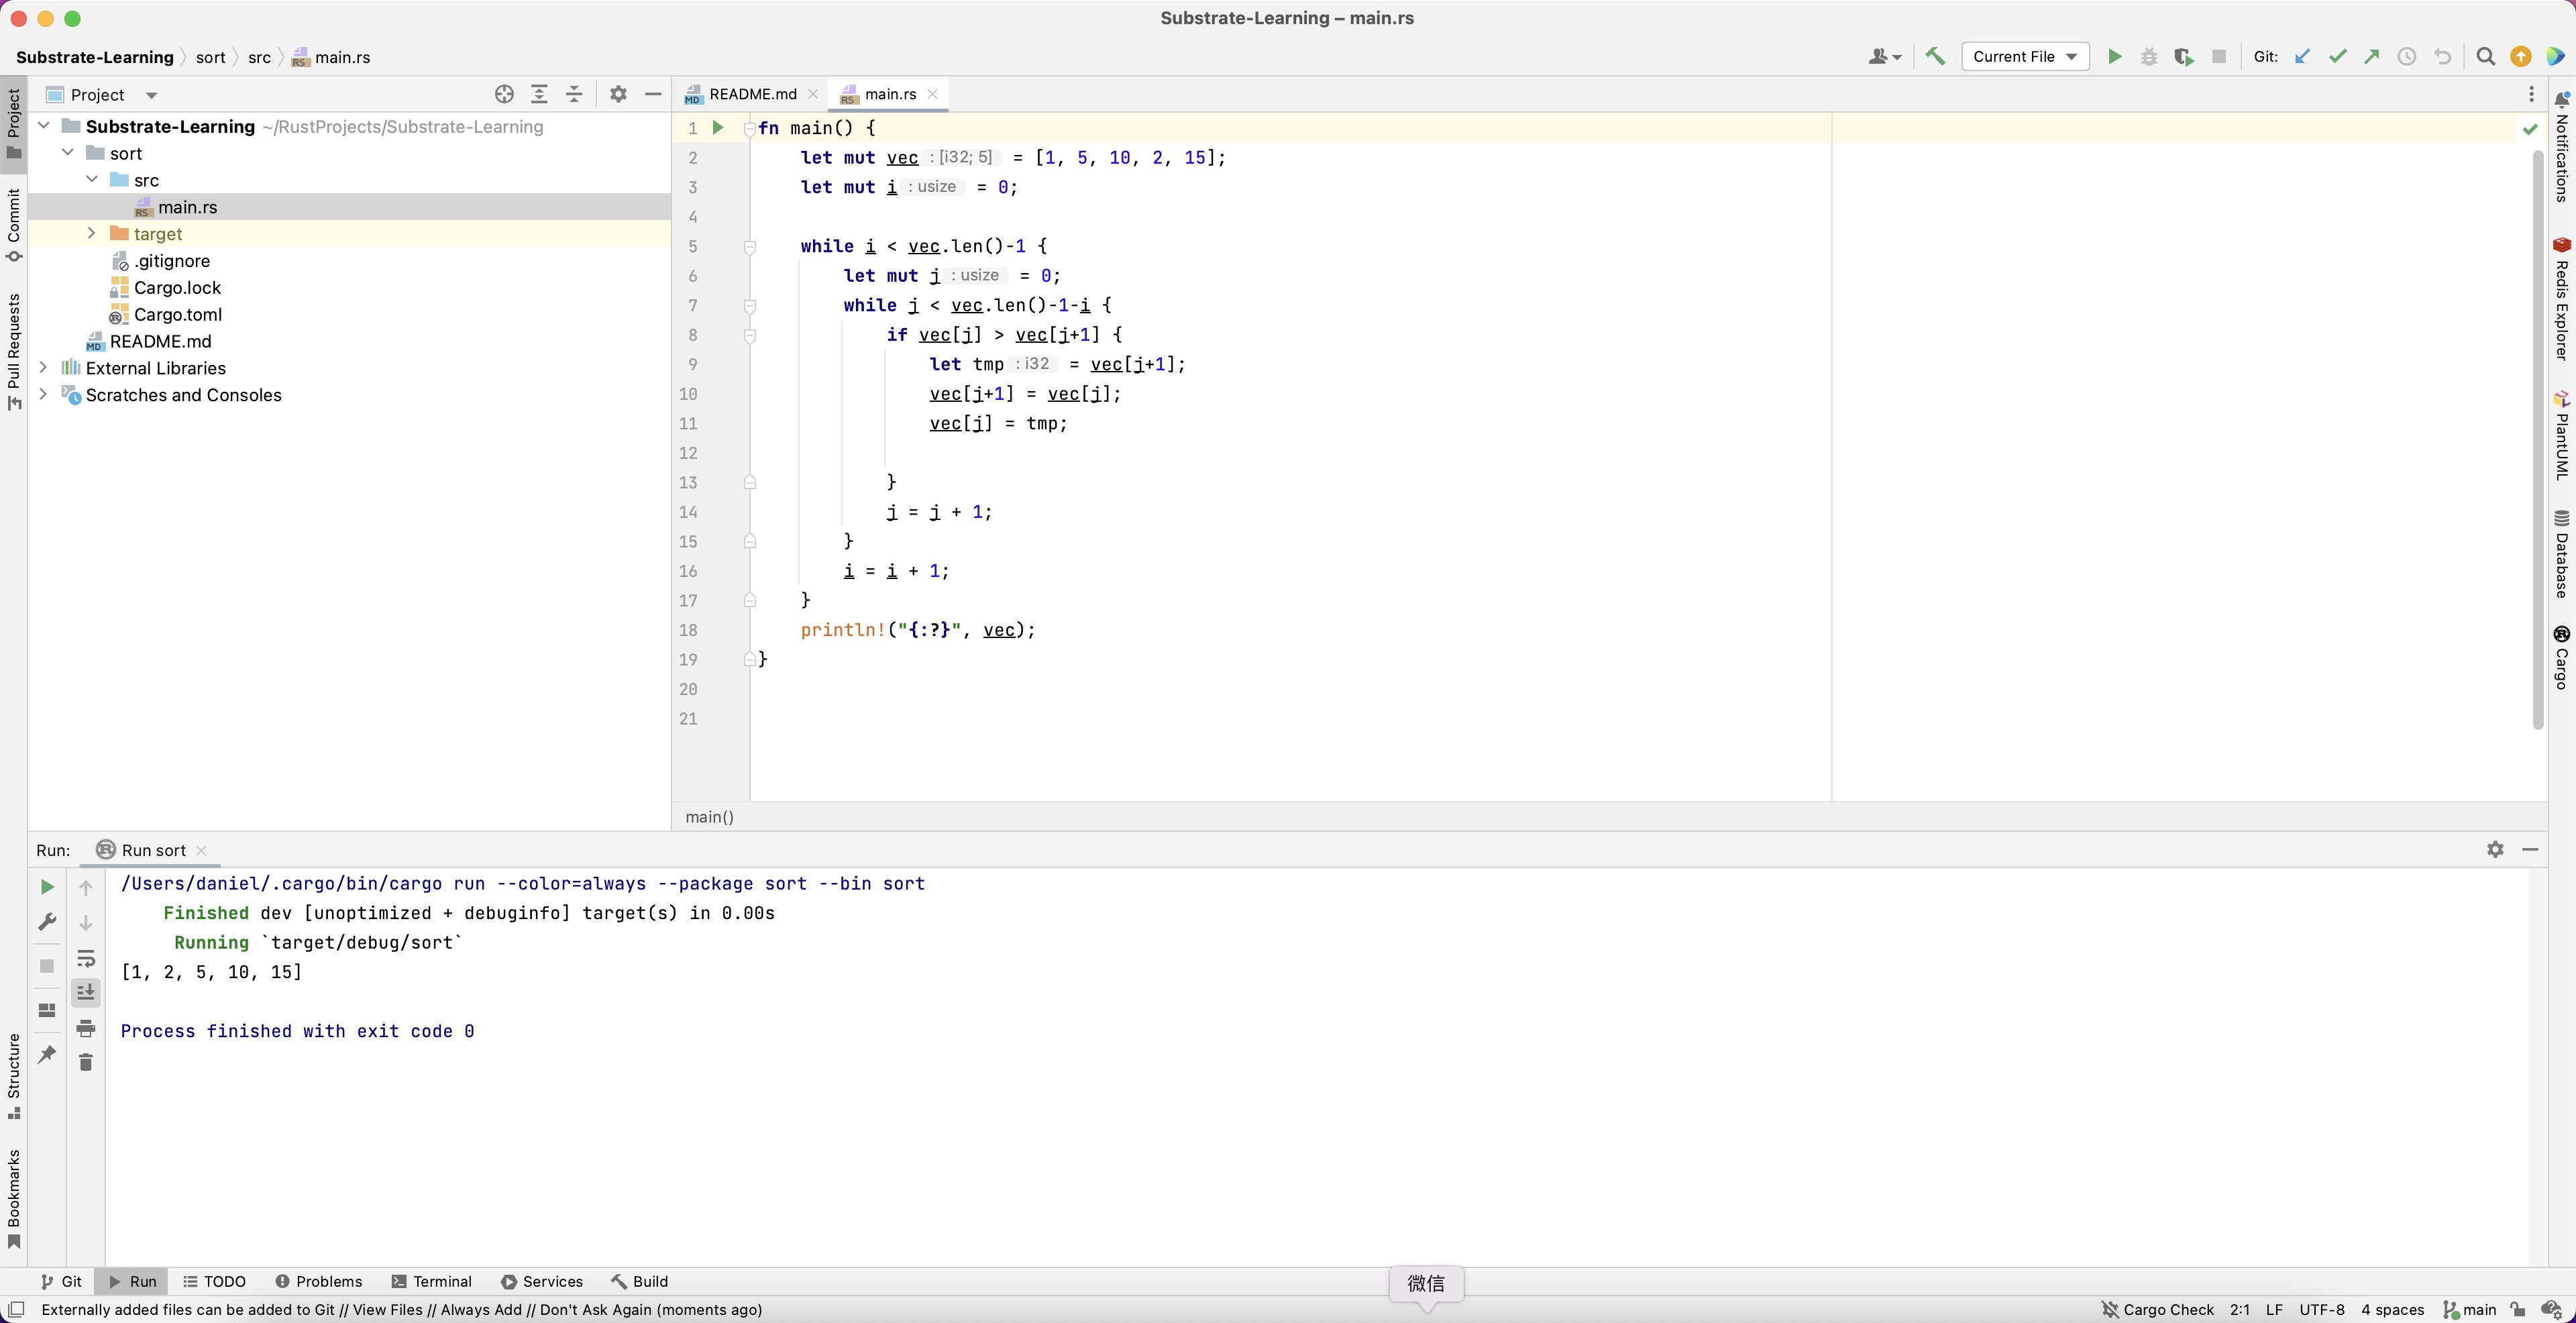 Substrate-Learning – main.rs
Substrate-Learning sort src main.rs
Current File Git:
Project
README.md main.rs
Substrate-Learning ~/RustProjects/Substrate-Learning
sort
src
main.rs
target
.gitignore
Cargo.lock
Cargo.toml
README.md
External Libraries
Scratches and Consoles
Project
Commit
Pull Requests
Structure
Bookmarks
1 fn main() {
2 let mut vec : [i32; 5] = [1, 5, 10, 2, 15];
3 let mut i : usize = 0;
4
5 while i < vec.len()-1 {
6 let mut j : usize = 0;
7 while j < vec.len()-1-i {
8 if vec[j] > vec[j+1] {
9 let tmp : i32 = vec[j+1];
10 vec[j+1] = vec[j];
11 vec[j] = tmp;
12
13 }
14 j = j + 1;
15 }
16 i = i + 1;
17 }
18 println!("{:?}", vec);
19 }
20
21
main()
Notifications
Redis Explorer
PlantUML
Database
Cargo
Run: Run sort
/Users/daniel/.cargo/bin/cargo run --color=always --package sort --bin sort
Finished dev [unoptimized + debuginfo] target(s) in 0.00s
Running `target/debug/sort`
[1, 2, 5, 10, 15]
Process finished with exit code 0
Git Run TODO Problems Terminal Services Build
微信
Externally added files can be added to Git // View Files // Always Add // Don't Ask Again (moments ago)
Cargo Check 2:1 LF UTF-8 4 spaces main